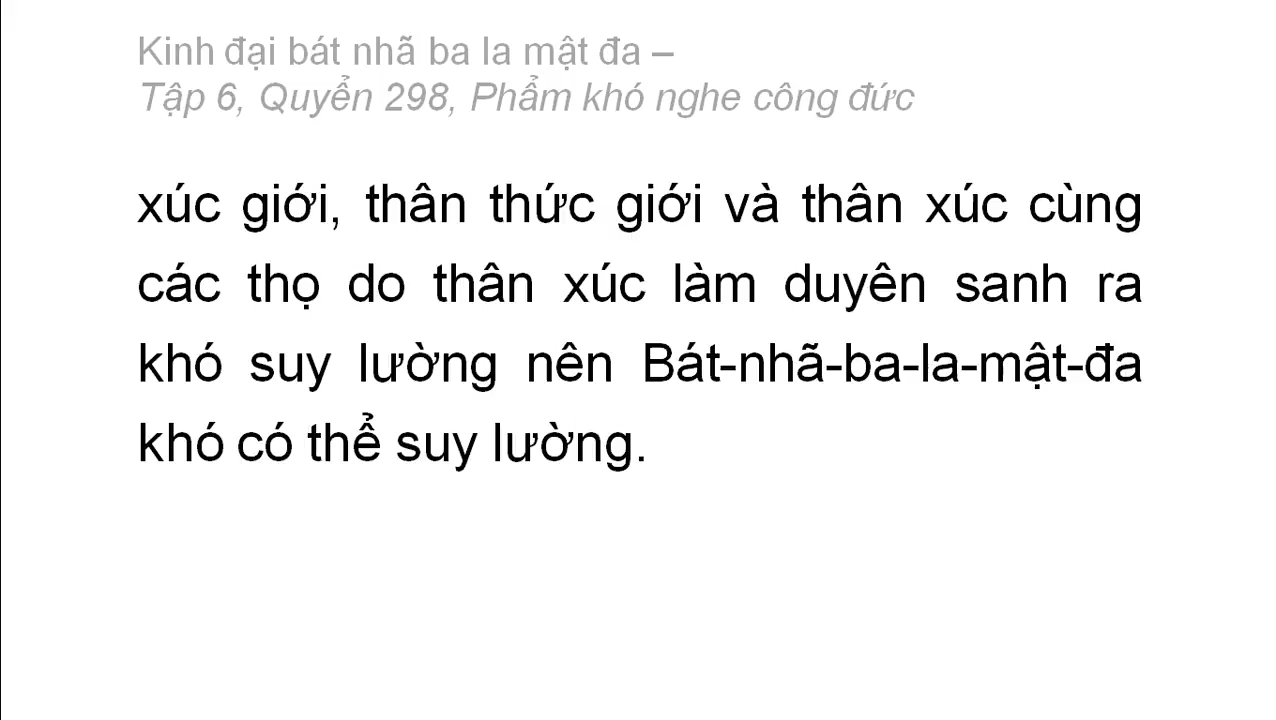 Kinh đại bát nhã ba la mật đa –
Tập 6, Quyển 298, Phẩm khó nghe công đức
xúc giới, thân thức giới và thân xúc cùng
các thọ do thân xúc làm duyên sanh ra
khó suy lường nên Bát-nhã-ba-la-mật-đa
khó có thể suy lường.